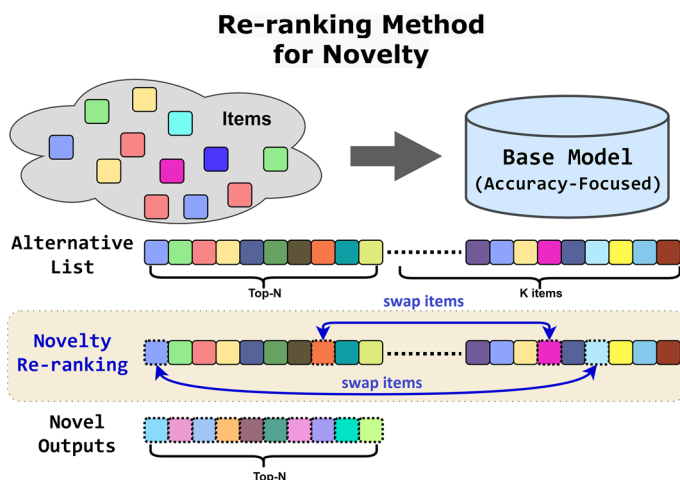 Re-ranking Method
for Novelty
Items
Base Model
(Accuracy-Focused)
Alternative
List
Top-N
K items
swap items
Novelty
Re-ranking
swap items
Novel
Outputs
Top-N